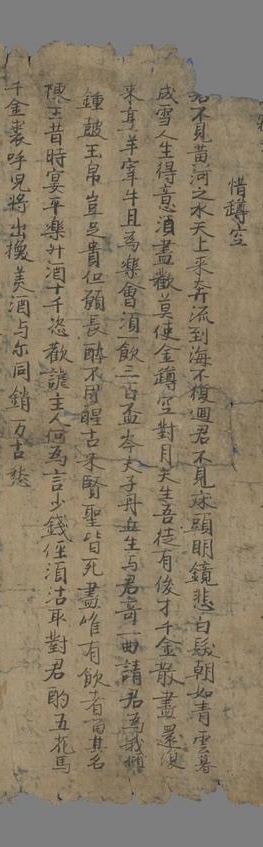 惜罇空
君不見黃河之水天上來奔流到海不復迴君不見床頭明鏡悲白髮朝如青雲暮
成雪人生得意須盡歡莫使金罇空對月天生吾徒有俊才千金散盡還復
來烹羊宰牛且為樂會須一飲三百盃岑夫子丹丘生与君哥一曲請君為我傾
鍾鼓玉帛豈足貴但願長醉不用醒古來賢聖皆死盡唯有飲者留其名
陳王昔時宴平樂斗酒十千恣歡謔主人何為言少錢徑須沽取對君酌五花馬
千金裘呼兒將出換美酒与尔同銷万古愁